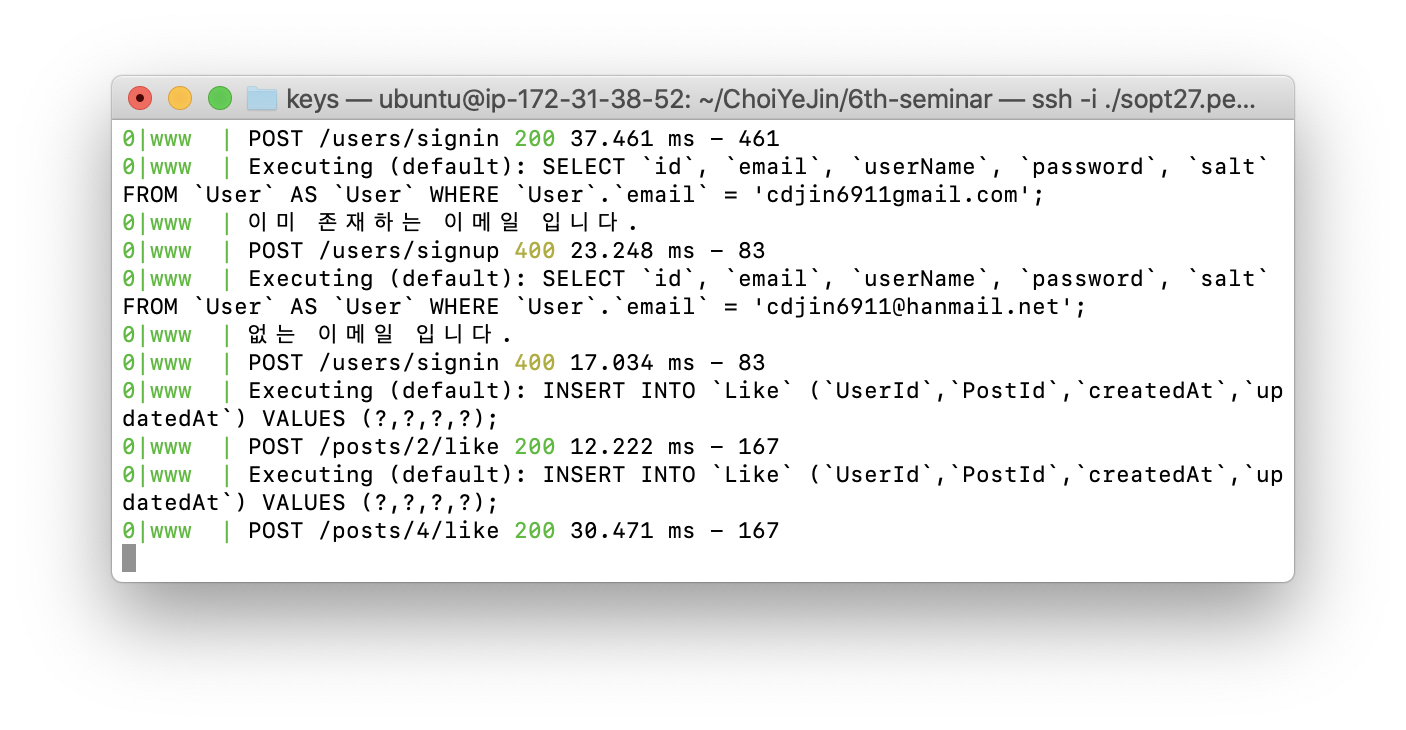 keys — ubuntu@ip-172-31-38-52: ~/ChoiYeJin/6th-seminar — ssh -i ./sopt27.pe...
0|www  | POST /users/signin 200 37.461 ms - 461
0|www  | Executing (default): SELECT `id`, `email`, `userName`, `password`, `salt`
FROM `User` AS `User` WHERE `User`.`email` = 'cdjin6911gmail.com';
0|www  | 이미 존재하는 이메일 입니다.
0|www  | POST /users/signup 400 23.248 ms - 83
0|www  | Executing (default): SELECT `id`, `email`, `userName`, `password`, `salt`
FROM `User` AS `User` WHERE `User`.`email` = 'cdjin6911@hanmail.net';
0|www  | 없는 이메일 입니다.
0|www  | POST /users/signin 400 17.034 ms - 83
0|www  | Executing (default): INSERT INTO `Like` (`UserId`,`PostId`,`createdAt`,`up
datedAt`) VALUES (?,?,?,?);
0|www  | POST /posts/2/like 200 12.222 ms - 167
0|www  | Executing (default): INSERT INTO `Like` (`UserId`,`PostId`,`createdAt`,`up
datedAt`) VALUES (?,?,?,?);
0|www  | POST /posts/4/like 200 30.471 ms - 167